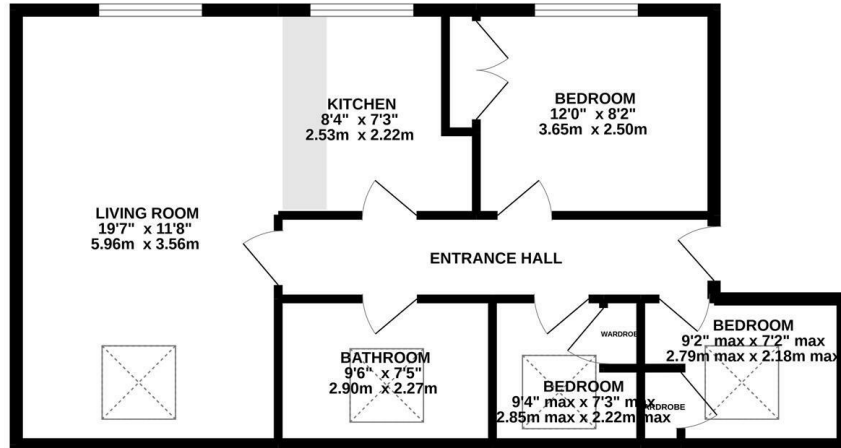 KITCHEN
8'4" x 7'3"
2.53m x 2.22m
BEDROOM
12'0" x 8'2"
3.65m x 2.50m
LIVING ROOM
19'7" x 11'8"
5.96m x 3.56m
ENTRANCE HALL
BATHROOM
9'6" x 7'5"
2.90m x 2.27m
WARDROBE
BEDROOM
9'4" max x 7'3" max
2.85m max x 2.22m max
BEDROOM
9'2" max x 7'2" max
2.79m max x 2.18m max
WARDROBE